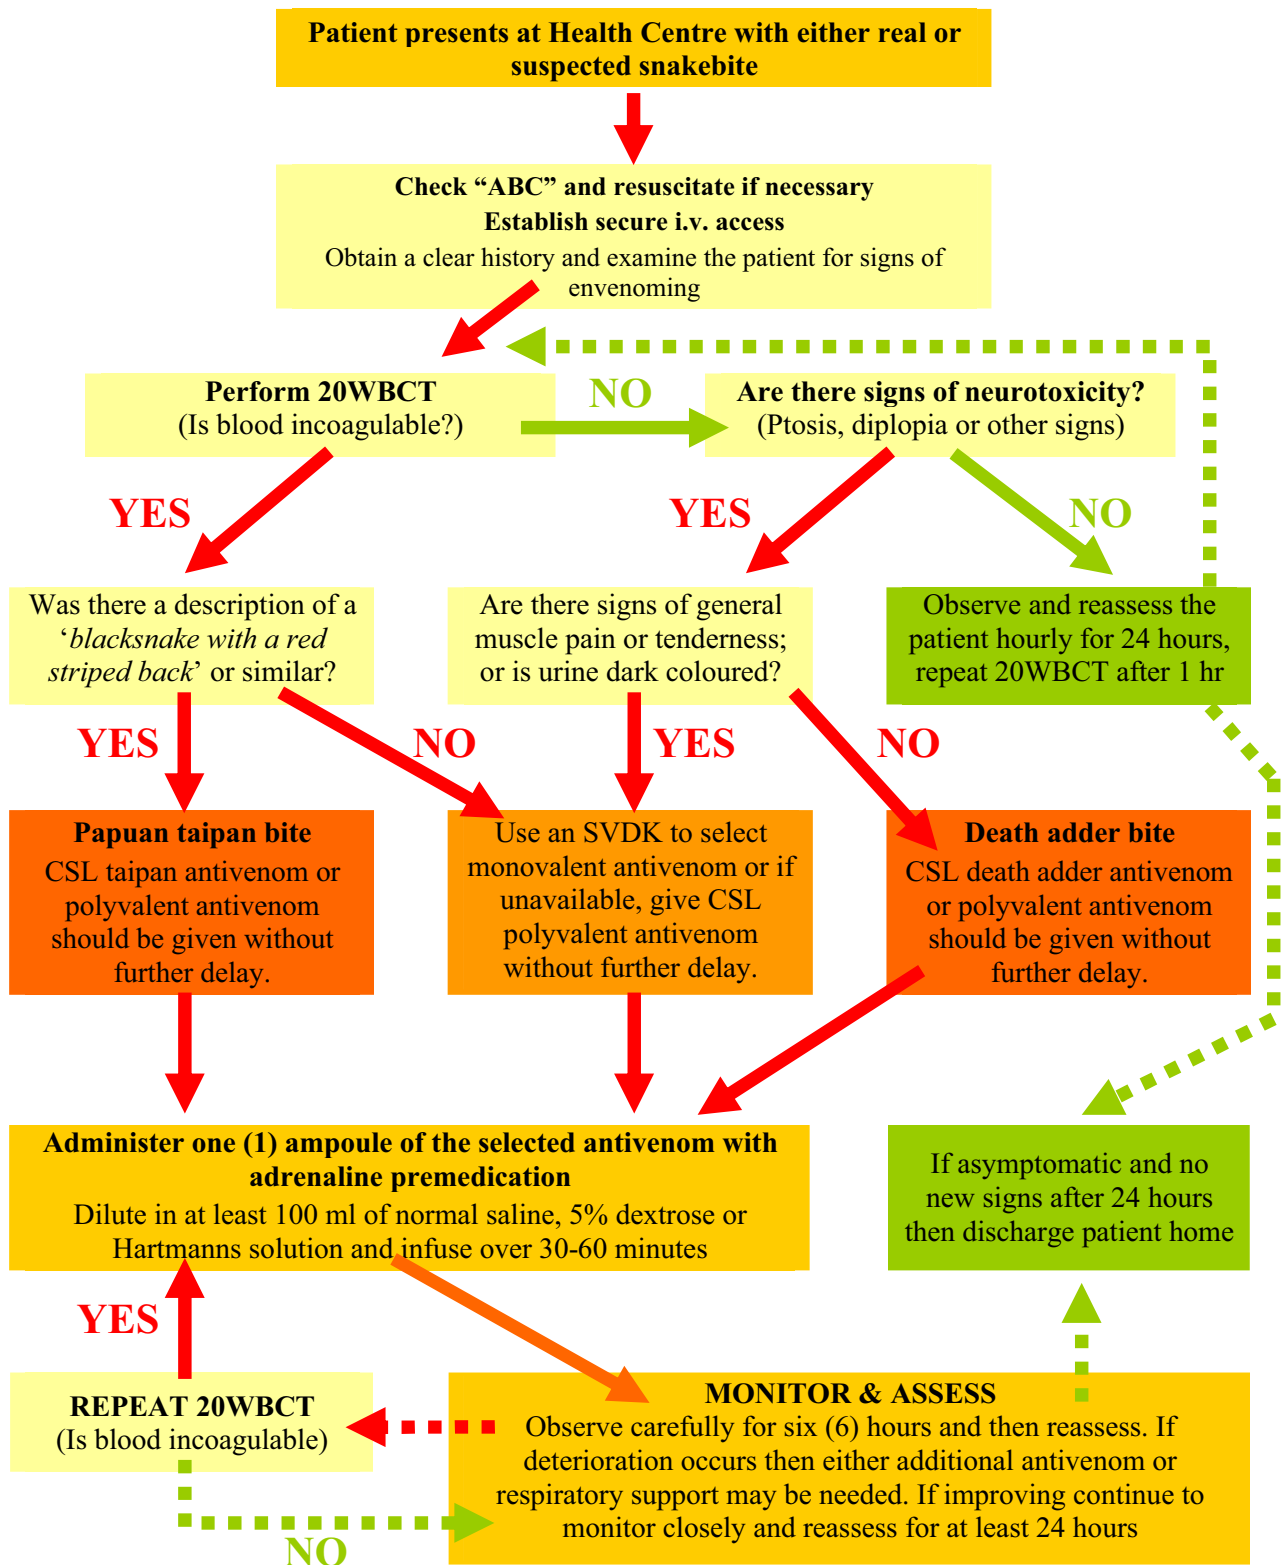 Patient presents at Health Centre with either real or
suspected snakebite
Check “ABC” and resuscitate if necessary
Establish secure i.v. access
Obtain a clear history and examine the patient for signs of
envenoming
Perform 20WBCT
(Is blood incoagulable?)
NO
Are there signs of neurotoxicity?
(Ptosis, diplopia or other signs)
YES
YES
NO
Was there a description of a
‘blacksnake with a red
striped back’ or similar?
Are there signs of general
muscle pain or tenderness;
or is urine dark coloured?
Observe and reassess the
patient hourly for 24 hours,
repeat 20WBCT after 1 hr
YES
NO
YES
NO
Papuan taipan bite
CSL taipan antivenom or
polyvalent antivenom
should be given without
further delay.
Use an SVDK to select
monovalent antivenom or if
unavailable, give CSL
polyvalent antivenom
without further delay.
Death adder bite
CSL death adder antivenom
or polyvalent antivenom
should be given without
further delay.
Administer one (1) ampoule of the selected antivenom with
adrenaline premedication
Dilute in at least 100 ml of normal saline, 5% dextrose or
Hartmanns solution and infuse over 30-60 minutes
If asymptomatic and no
new signs after 24 hours
then discharge patient home
YES
REPEAT 20WBCT
(Is blood incoagulable)
MONITOR & ASSESS
Observe carefully for six (6) hours and then reassess. If
deterioration occurs then either additional antivenom or
respiratory support may be needed. If improving continue to
monitor closely and reassess for at least 24 hours
NO